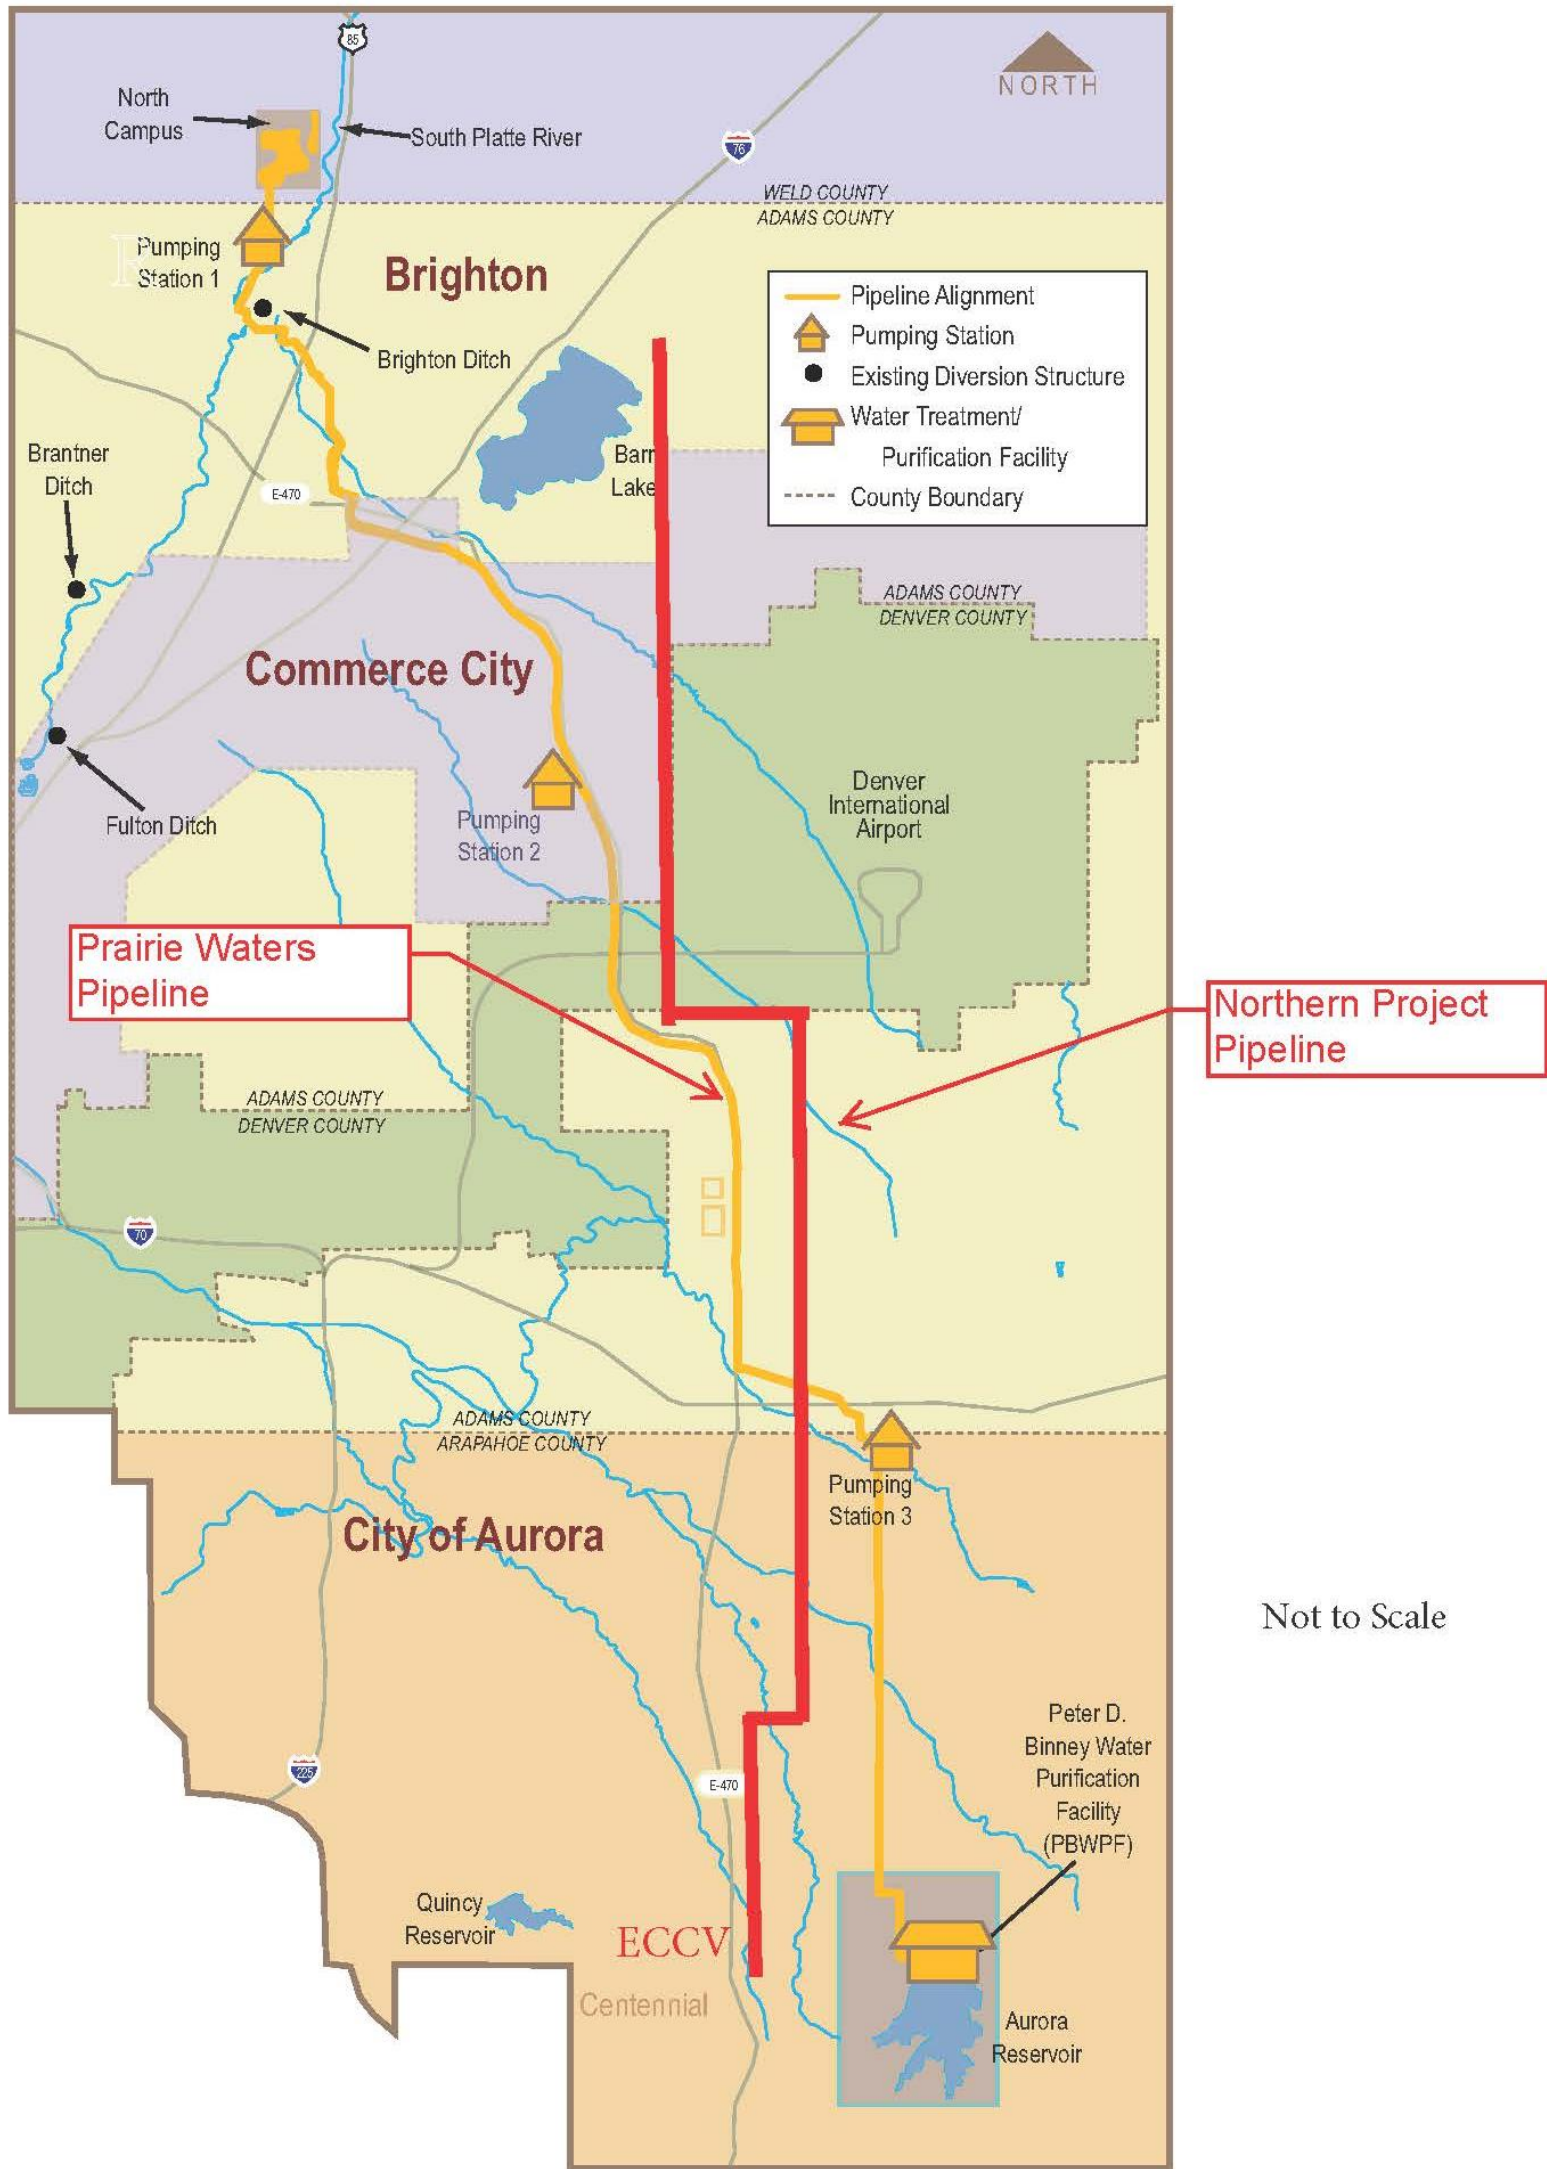 85
NORTH
North
Campus
South Platte River
76
WELD COUNTY
ADAMS COUNTY
Pumping
Station 1
Brighton
Pipeline Alignment
Pumping Station
Existing Diversion Structure
Water Treatment/
Purification Facility
County Boundary
Brighton Ditch
Barr
Lake
Brantner
Ditch
E-470
ADAMS COUNTY
DENVER COUNTY
Commerce City
Denver
International
Airport
Fulton Ditch
Pumping
Station 2
Prairie Waters
Pipeline
Northern Project
Pipeline
ADAMS COUNTY
DENVER COUNTY
70
ADAMS COUNTY
ARAPAHOE COUNTY
Pumping
Station 3
City of Aurora
Not to Scale
Peter D.
Binney Water
Purification
Facility
(PBWPF)
225
E-470
Quincy
Reservoir
ECCV
Centennial
Aurora
Reservoir